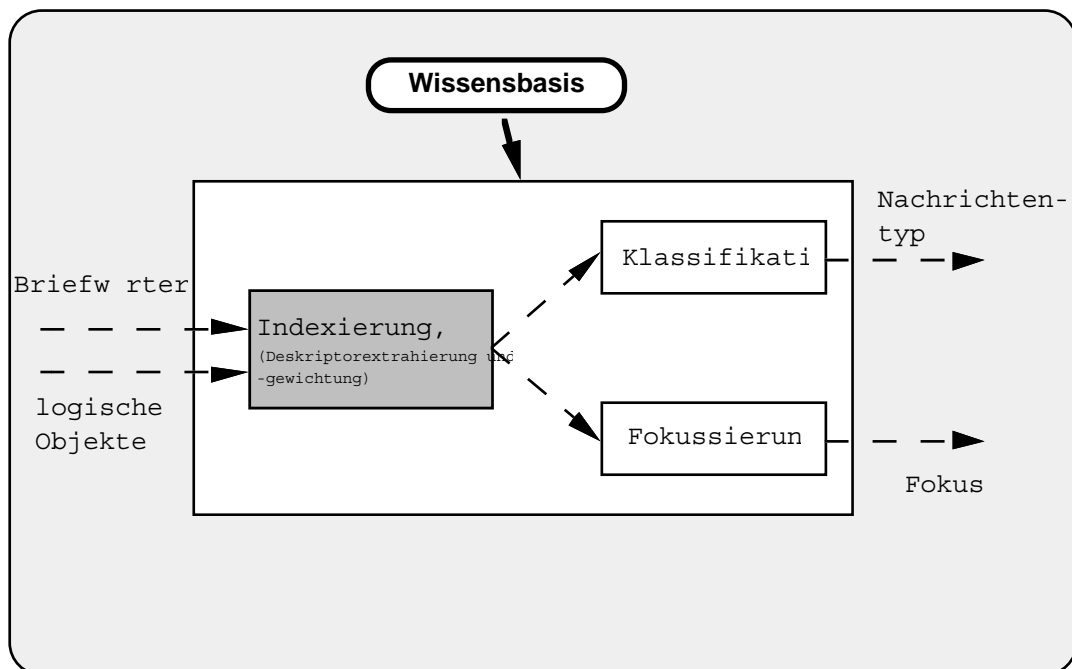 Wissensbasis
Nachrichten-
typ
Klassifikati
Briefw rter
Indexierung,
(Deskriptorextrahierung und
-gewichtung)
logische
Objekte
Fokussierun
Fokus